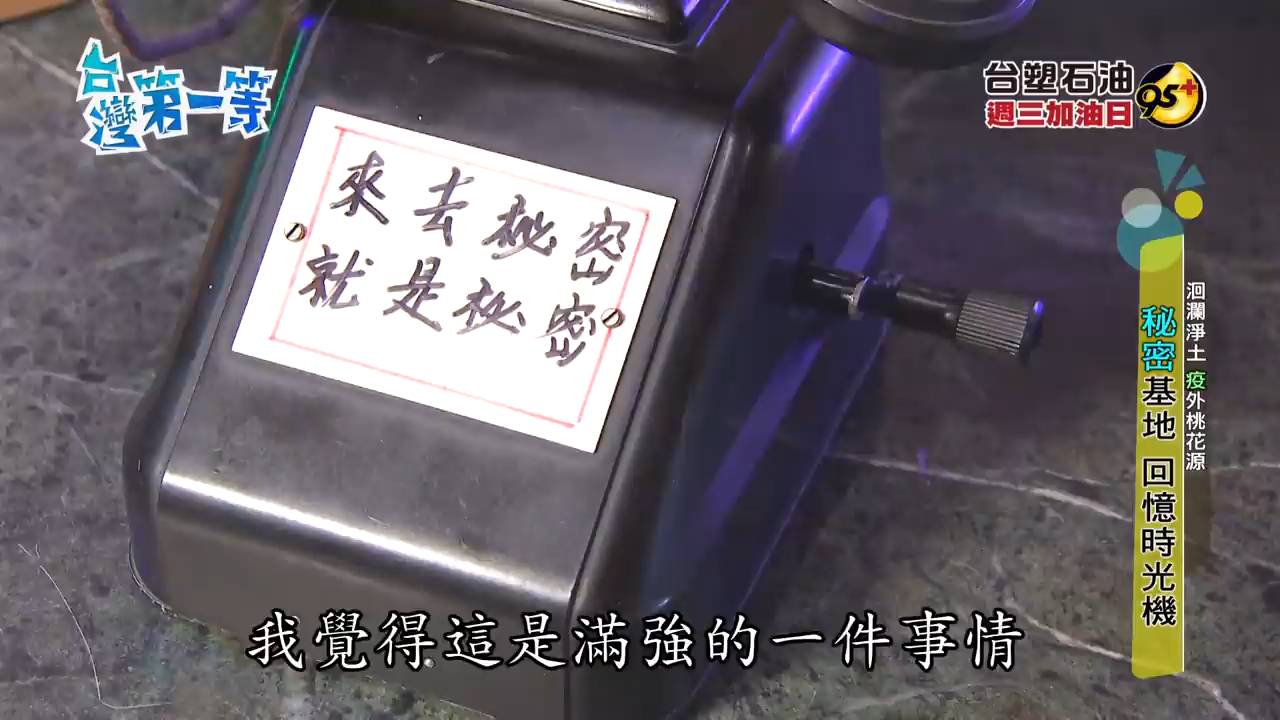 台灣第一等
台塑石油
95+
週三加油日
來去秘密
就是秘密
洄瀾淨土 疫外桃花源
秘密基地 回憶時光機
我覺得這是滿強的一件事情